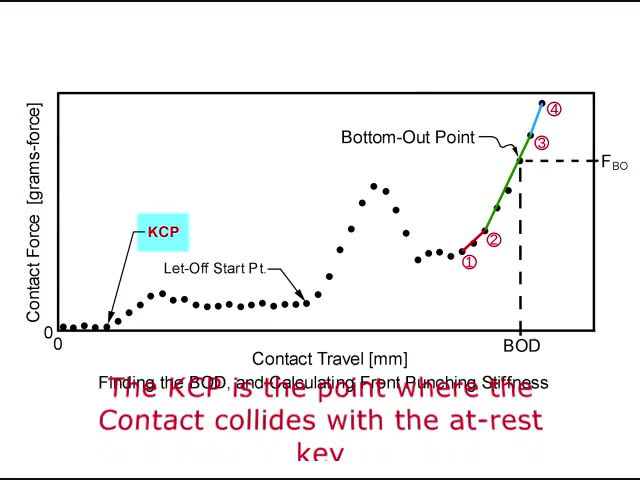 ④
Bottom-Out Point
③
F_BO
KCP
②
Let-Off Start Pt.
①
Contact Force [grams-force]
0
0
BOD
Contact Travel [mm]
Finding the BOD, and Calculating Front Punching Stiffness
The KCP is the point where the
Contact collides with the at-rest
key